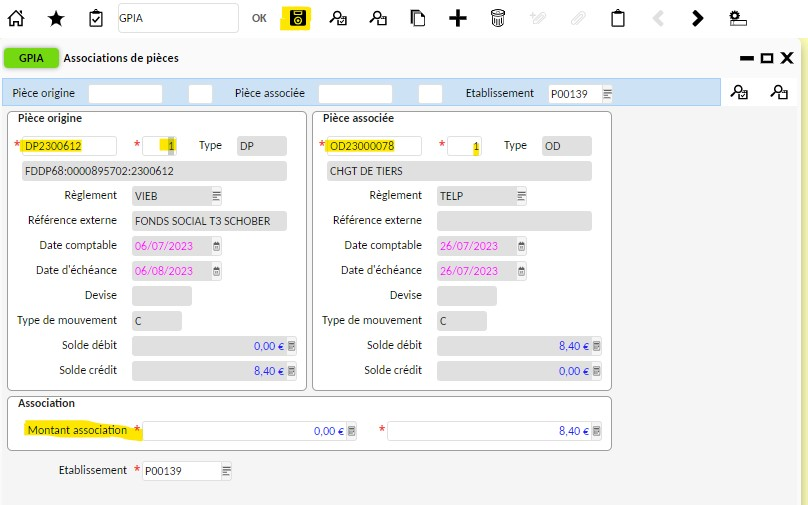 GPIA OK
GPIA Associations de pièces
Pièce origine Pièce associée Etablissement P00139
Pièce origine
* DP2300612 * 1 Type DP
FDDP68:0000895702:2300612
Règlement VIEB
Référence externe FONDS SOCIAL T3 SCHOBER
Date comptable 06/07/2023
Date d'échéance 06/08/2023
Devise
Type de mouvement C
Solde débit 0,00 €
Solde crédit 8,40 €
Pièce associée
* OD23000078 * 1 Type OD
CHGT DE TIERS
Règlement TELP
Référence externe
Date comptable 26/07/2023
Date d'échéance 26/07/2023
Devise
Type de mouvement C
Solde débit 8,40 €
Solde crédit 0,00 €
Association
Montant association * 0,00 € * 8,40 €
Etablissement * P00139